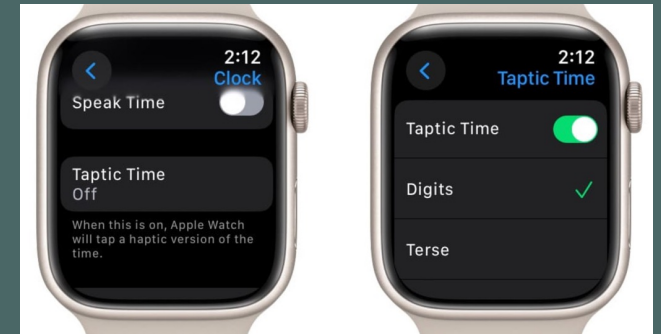 2:12
Clock
Speak Time
Taptic Time
Off
When this is on, Apple Watch
will tap a haptic version of the
time.
2:12
Taptic Time
Taptic Time
Digits
Terse